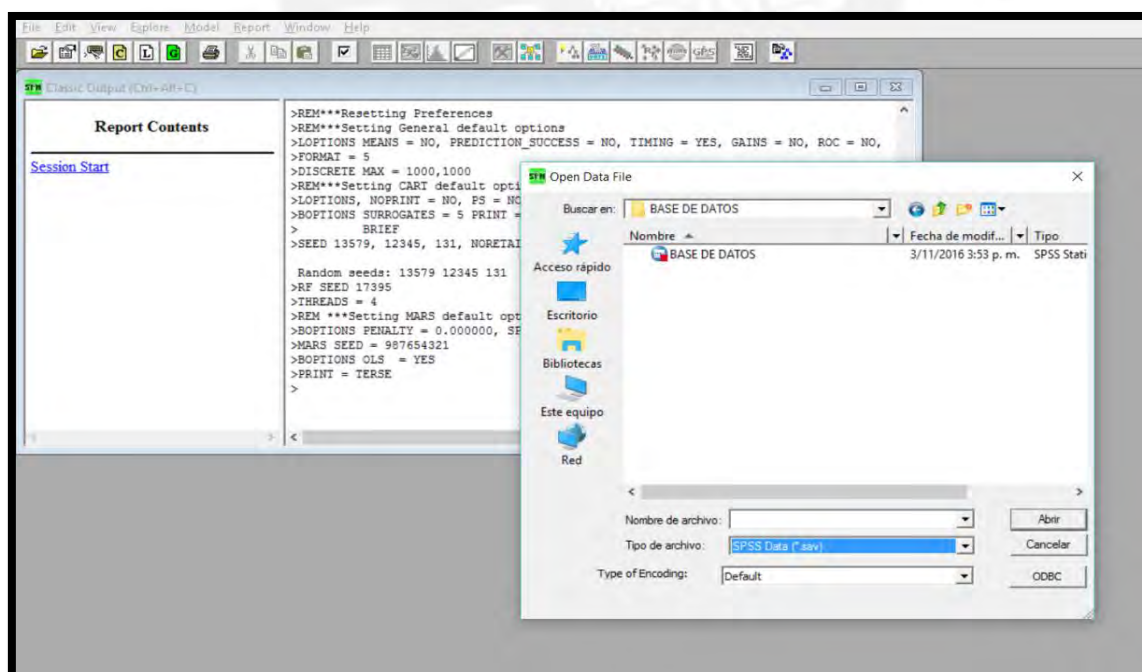 File Edit View Explore Model Report Window Help
C L G GPS
SPM Classic Output (Ctrl+Alt+C)
Report Contents
Session Start
>REM***Resetting Preferences
>REM***Setting General default options
>LOPTIONS MEANS = NO, PREDICTION_SUCCESS = NO, TIMING = YES, GAINS = NO, ROC = NO,
>FORMAT = 5
>DISCRETE MAX = 1000,1000
>REM***Setting CART default opti
>LOPTIONS, NOPRINT = NO, PS = NO
>BOPTIONS SURROGATES = 5 PRINT =
> BRIEF
>SEED 13579, 12345, 131, NORETAI
Random seeds: 13579 12345 131
>RF SEED 17395
>THREADS = 4
>REM ***Setting MARS default opt
>BOPTIONS PENALTY = 0.000000, SP
>MARS SEED = 987654321
>BOPTIONS OLS = YES
>PRINT = TERSE
>
SPM Open Data File
Buscar en: BASE DE DATOS
Nombre Fecha de modif... Tipo
BASE DE DATOS 3/11/2016 3:53 p. m. SPSS Stati
Acceso rápido
Escritorio
Bibliotecas
Este equipo
Red
Nombre de archivo: Abrir
Tipo de archivo: SPSS Data (*.sav) Cancelar
Type of Encoding: Default ODBC